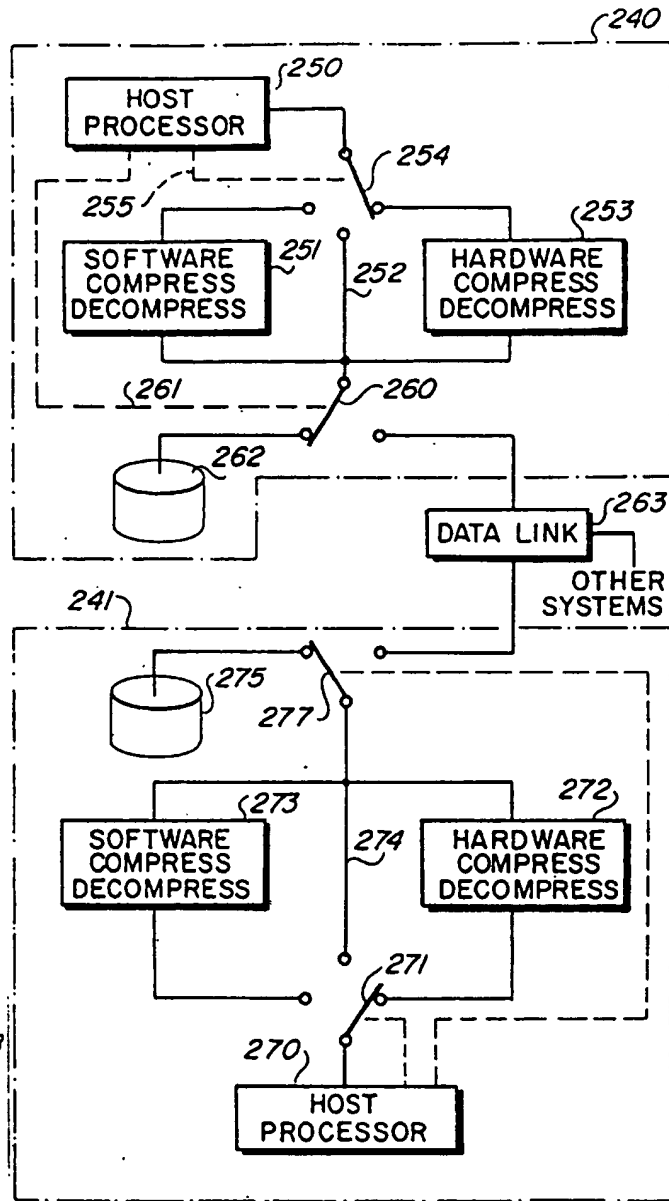 240
250
HOST
PROCESSOR
254
255
253
SOFTWARE
COMPRESS
DECOMPRESS
251
252
HARDWARE
COMPRESS
DECOMPRESS
261
260
262
263
DATA LINK
OTHER
SYSTEMS
241
275
277
273
272
SOFTWARE
COMPRESS
DECOMPRESS
274
HARDWARE
COMPRESS
DECOMPRESS
271
270
HOST
PROCESSOR